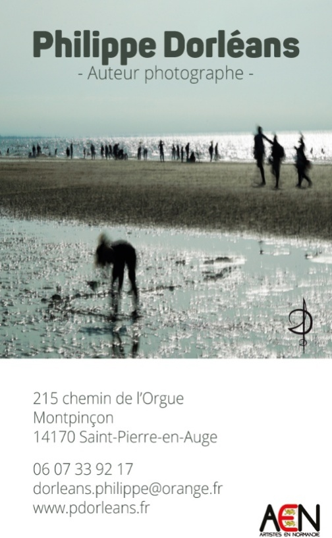 Philippe Dorléans
- Auteur photographe -
215 chemin de l'Orgue
Montpinçon
14170 Saint-Pierre-en-Auge
06 07 33 92 17
dorleans.philippe@orange.fr
www.pdorleans.fr
AEN
ARTISTES EN NORMANDIE